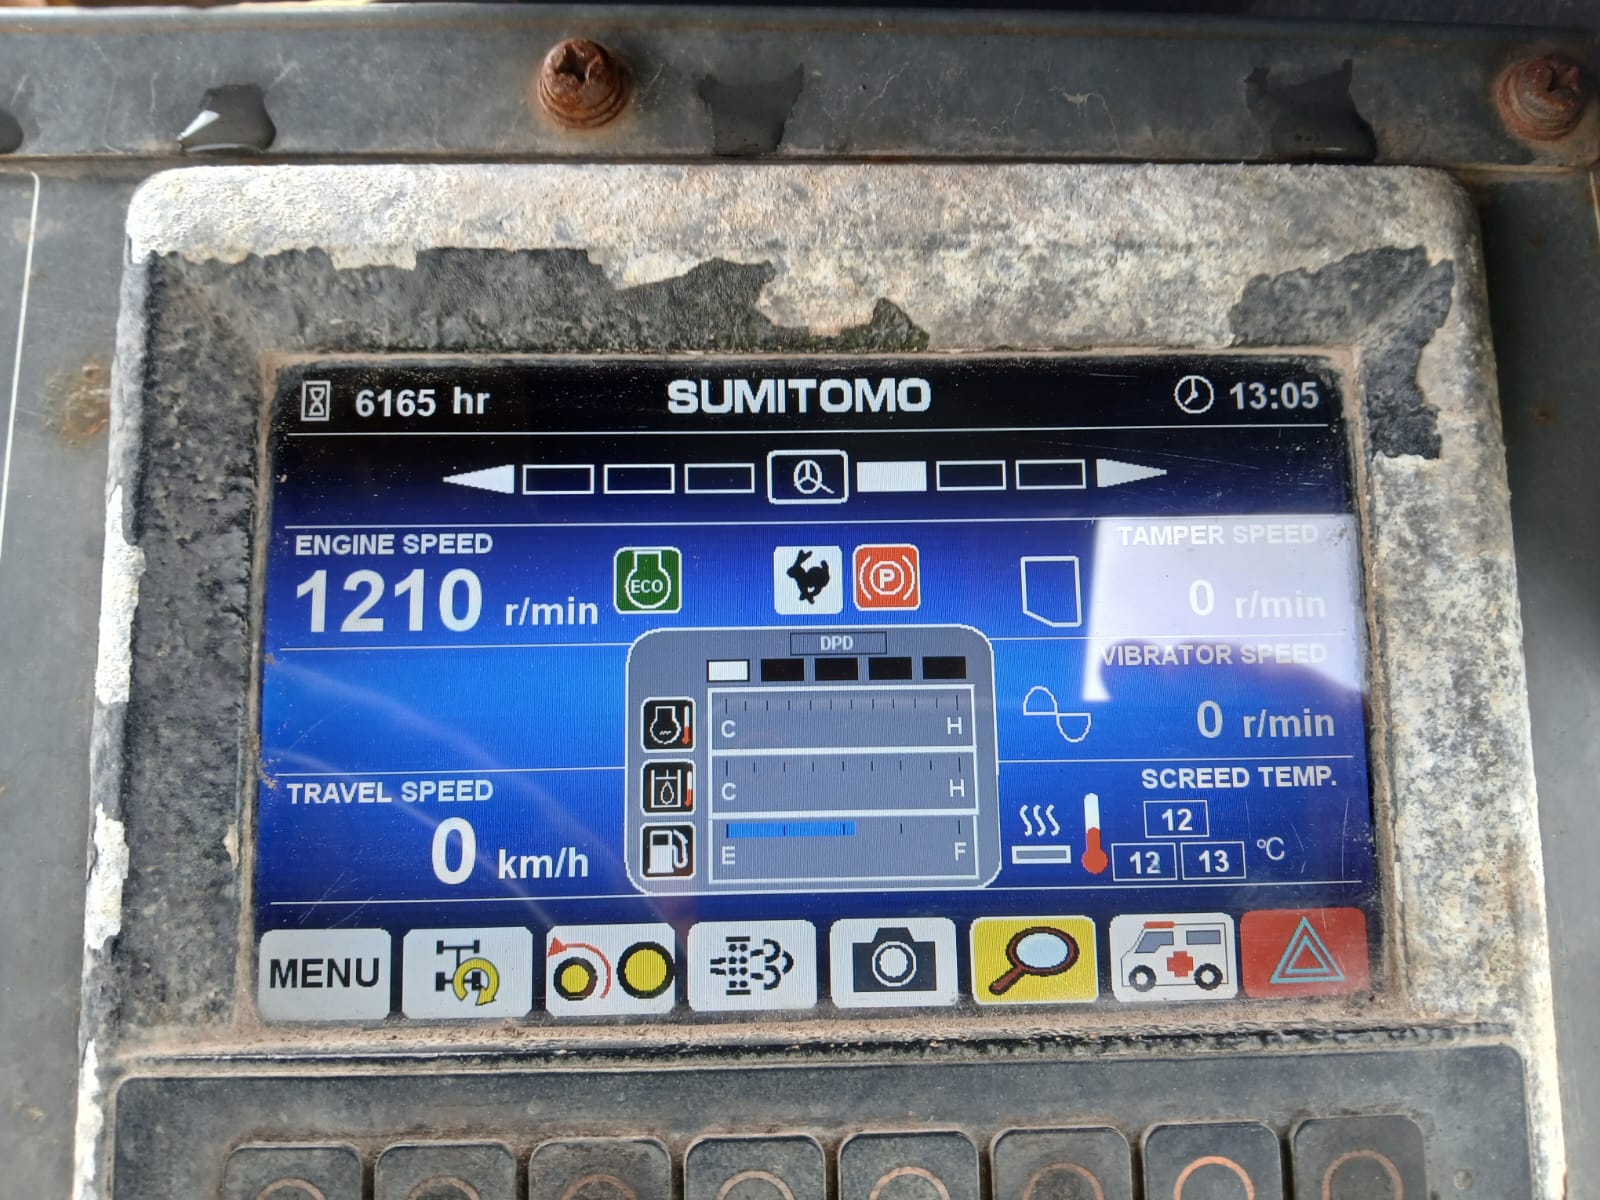 6165 hr SUMITOMO 13:05
ENGINE SPEED
1210 r/min
ECO
P
TAMPER SPEED
0 r/min
DPD
C H
C H
E F
VIBRATOR SPEED
0 r/min
TRAVEL SPEED
0 km/h
SCREED TEMP.
12
12 13 °C
MENU